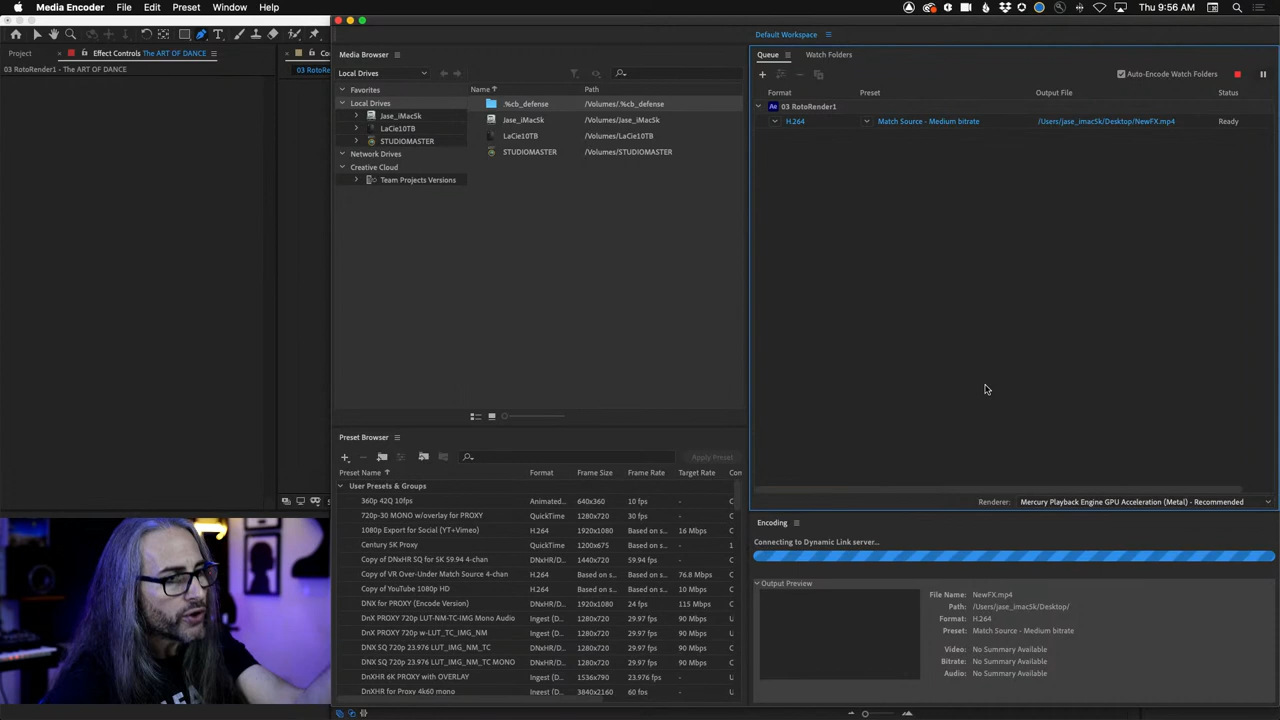 Media Encoder File Edit Preset Window Help
Thu 9:56 AM
Default Workspace
Project
Effect Controls The ART OF DANCE
03 RotoRender1 - The ART OF DANCE
Co
03 RotoRe
Media Browser
Local Drives
Favorites
Local Drives
Jase_iMac5k
LaCie10TB
STUDIOMASTER
Network Drives
Creative Cloud
Team Projects Versions
Name Path
.%cb_defense /Volumes/.%cb_defense
Jase_iMac5k /Volumes/Jase_iMac5k
LaCie10TB /Volumes/LaCie10TB
STUDIOMASTER /Volumes/STUDIOMASTER
Queue Watch Folders
Auto-Encode Watch Folders
Format Preset Output File Status
Ae 03 RotoRender1
H.264 Match Source - Medium bitrate /Users/jase_imac5k/Desktop/NewFX.mp4 Ready
Renderer: Mercury Playback Engine GPU Acceleration (Metal) - Recommended
Preset Browser
Apply Preset
Preset Name Format Frame Size Frame Rate Target Rate Con
User Presets & Groups
360p 42Q 10fps Animated... 640x360 10 fps -
720p-30 MONO w/overlay for PROXY QuickTime 1280x720 30 fps -
1080p Export for Social (YT+Vimeo) H.264 1920x1080 Based on s... 16 Mbps
Century 5K Proxy QuickTime 1200x675 Based on s... -
Copy of DNxHR SQ for 5K 59.94 4-chan DNxHR/D... 1440x720 59.94 fps -
Copy of VR Over-Under Match Source 4-chan H.264 Based on s... Based on s... 76.8 Mbps
Copy of YouTube 1080p HD H.264 Based on s... Based on s... -
DNX for PROXY (Encode Version) DNxHR/D... 1920x1080 24 fps 115 Mbps
DnX PROXY 720p LUT-NM-TC-IMG Mono Audio Ingest (D... 1280x720 29.97 fps 90 Mbps
DnX PROXY 720p w-LUT_TC_IMG_NM Ingest (D... 1280x720 29.97 fps 90 Mbps
DNX SQ 720p 23.976 LUT_TC_IMG_NM Ingest (D... 1280x720 29.97 fps 90 Mbps
DNX SQ 720p 23.976 LUT_TC_IMG_NM MONO Ingest (D... 1280x720 29.97 fps 90 Mbps
DnXHR 6K PROXY with OVERLAY Ingest (D... 1536x790 23.976 fps -
DnxHR for Proxy 4k60 mono Ingest (D... 3840x2160 60 fps -
Encoding
Connecting to Dynamic Link server...
Output Preview
File Name: NewFX.mp4
Path: /Users/jase_imac5k/Desktop/
Format: H.264
Preset: Match Source - Medium bitrate
Video: No Summary Available
Bitrate: No Summary Available
Audio: No Summary Available